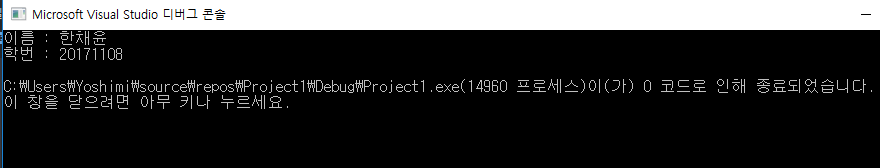 Microsoft Visual Studio 디버그 콘솔
이름 : 한채윤
학번 : 20171108
C:₩Users₩Yoshimi₩source₩repos₩Project1₩Debug₩Project1.exe(14960 프로세스)이(가) 0 코드로 인해 종료되었습니다.
이 창을 닫으려면 아무 키나 누르세요.